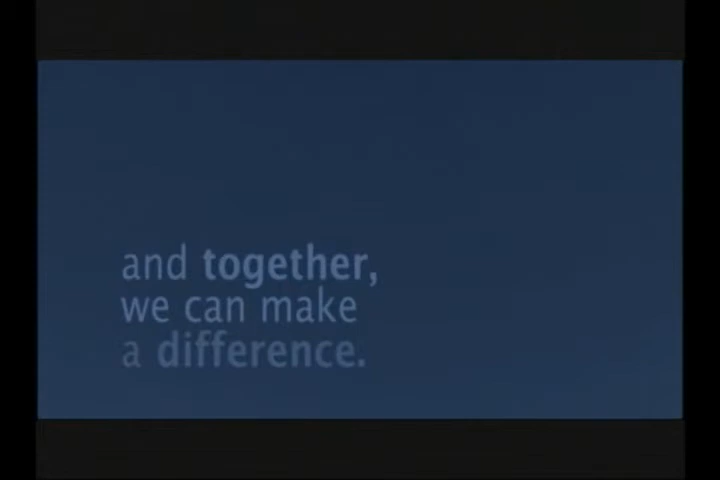 and together,
we can make
a difference.